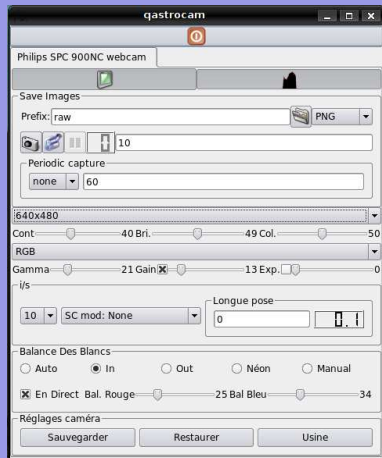 qastrocam
Philips SPC 900NC webcam
Save Images
Prefix: raw PNG
0 10
Periodic capture
none 60
640x480
Cont 40 Bri. 49 Col. 50
RGB
Gamma 21 Gain 13 Exp. 0
i/s
10 SC mod: None
Longue pose
0 0.1
Balance Des Blancs
Auto In Out Néon Manual
En Direct Bal. Rouge 25 Bal Bleu 34
Réglages caméra
Sauvegarder Restaurer Usine